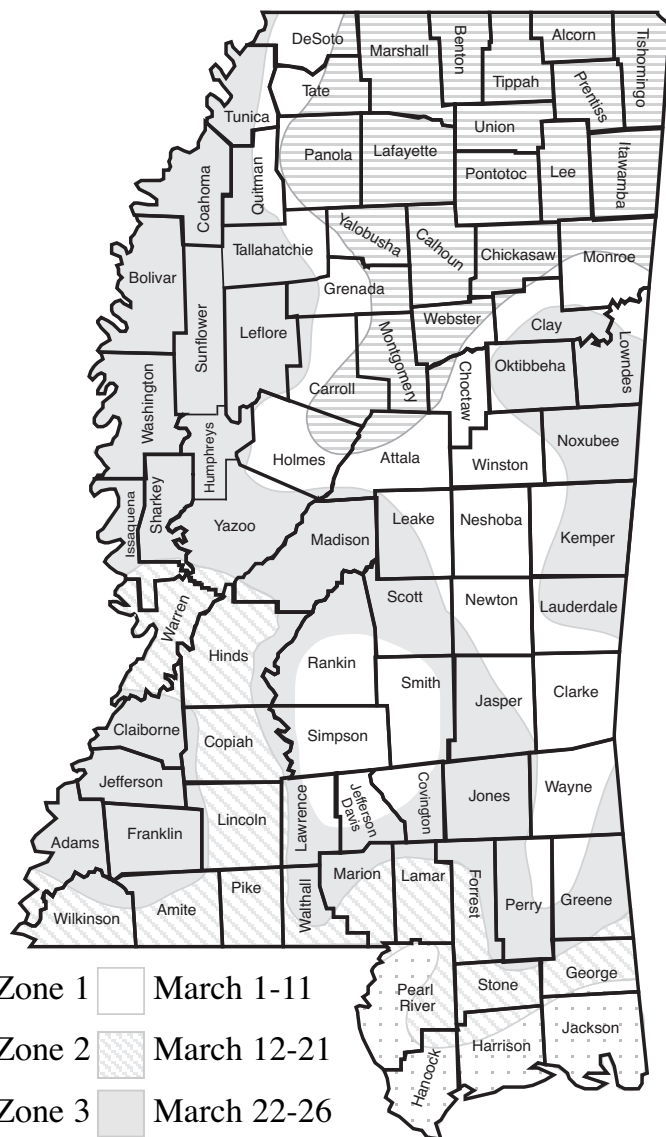 DeSoto
Marshall
Benton
Alcorn
Tishomingo
Tippah
Prentiss
Tate
Tunica
Union
Panola
Lafayette
Pontotoc
Lee
Itawamba
Quitman
Coahoma
Yalobusha
Calhoun
Chickasaw
Monroe
Tallahatchie
Bolivar
Grenada
Sunflower
Leflore
Webster
Clay
Montgomery
Oktibbeha
Lowndes
Choctaw
Carroll
Washington
Humphreys
Holmes
Attala
Winston
Noxubee
Issaquena
Sharkey
Yazoo
Leake
Neshoba
Madison
Kemper
Scott
Newton
Lauderdale
Warren
Hinds
Rankin
Smith
Jasper
Clarke
Claiborne
Copiah
Simpson
Jefferson
Lawrence
Jefferson
Davis
Covington
Jones
Wayne
Adams
Franklin
Lincoln
Marion
Lamar
Forrest
Perry
Greene
Wilkinson
Amite
Pike
Walthall
Pearl
River
Stone
George
Hancock
Harrison
Jackson
Zone 1 March 1-11
Zone 2 March 12-21
Zone 3 March 22-26